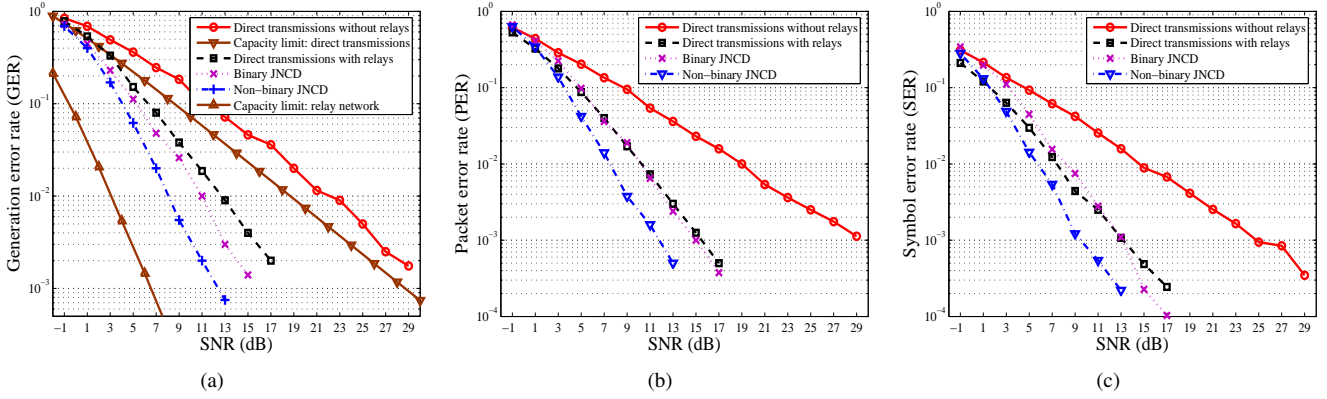 10^0
10^-1
10^-2
10^-3
Generation error rate (GER)
Direct transmissions without relays
Capacity limit: direct transmissions
Direct transmissions with relays
Binary JNCD
Non−binary JNCD
Capacity limit: relay network
−1 1 3 5 7 9 11 13 15 17 19 21 23 25 27 29
SNR (dB)
(a)
10^0
10^-1
10^-2
10^-3
10^-4
Packet error rate (PER)
Direct transmissions without relays
Direct transmissions with relays
Binary JNCD
Non−binary JNCD
−1 1 3 5 7 9 11 13 15 17 19 21 23 25 27 29
SNR (dB)
(b)
10^0
10^-1
10^-2
10^-3
10^-4
Symbol error rate (SER)
Direct transmissions without relays
Direct transmissions with relays
Binary JNCD
Non−binary JNCD
−1 1 3 5 7 9 11 13 15 17 19 21 23 25 27 29
SNR (dB)
(c)